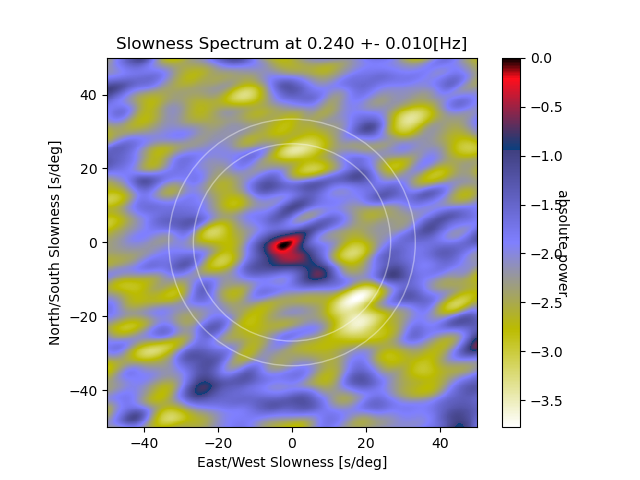 Slowness Spectrum at 0.240 +- 0.010[Hz]
North/South Slowness [s/deg]
40
20
0
−20
−40
−40 −20 0 20 40
East/West Slowness [s/deg]
0.0
−0.5
−1.0
−1.5
−2.0
−2.5
−3.0
−3.5
absolute power